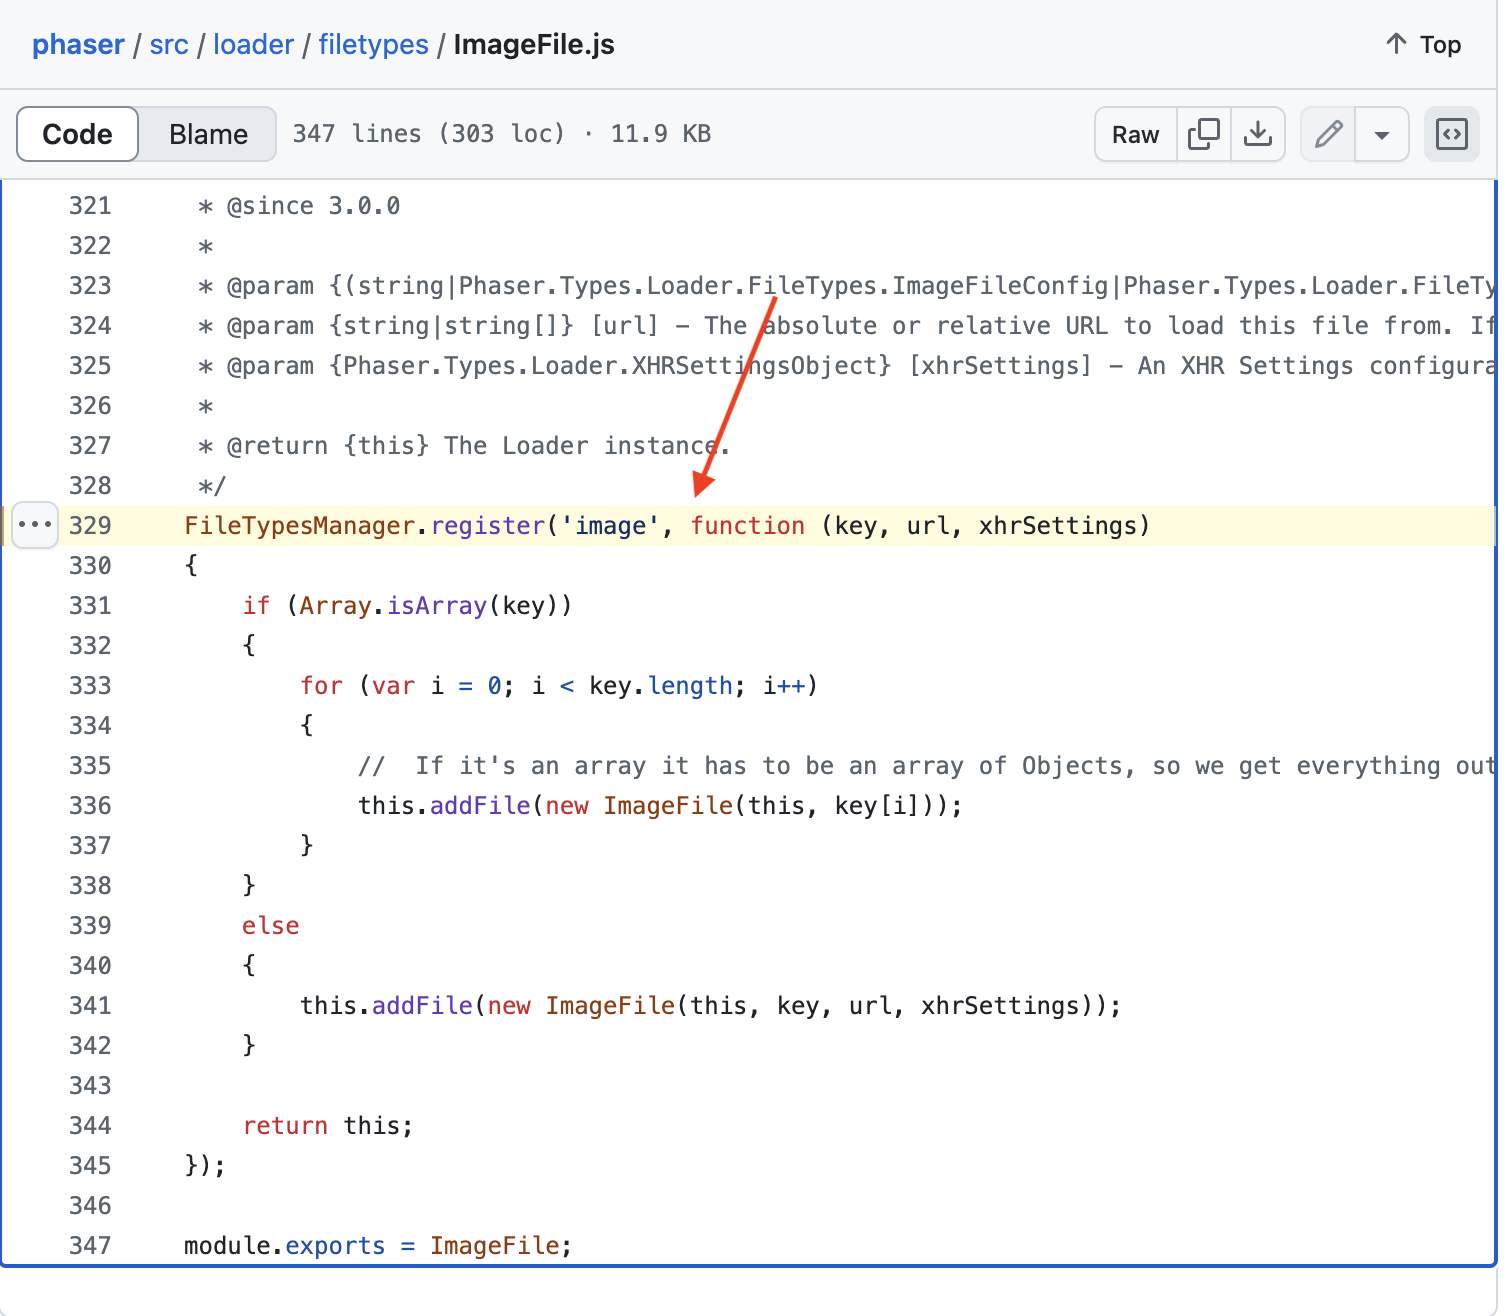 phaser / src / loader / filetypes / ImageFile.js
Top
Code Blame 347 lines (303 loc) · 11.9 KB Raw
321 * @since 3.0.0
322 *
323 * @param {(string|Phaser.Types.Loader.FileTypes.ImageFileConfig|Phaser.Types.Loader.FileTy
324 * @param {string|string[]} [url] - The absolute or relative URL to load this file from. If
325 * @param {Phaser.Types.Loader.XHRSettingsObject} [xhrSettings] - An XHR Settings configura
326 *
327 * @return {this} The Loader instance.
328 */
329 FileTypesManager.register('image', function (key, url, xhrSettings)
330 {
331 if (Array.isArray(key))
332 {
333 for (var i = 0; i < key.length; i++)
334 {
335 // If it's an array it has to be an array of Objects, so we get everything out
336 this.addFile(new ImageFile(this, key[i]));
337 }
338 }
339 else
340 {
341 this.addFile(new ImageFile(this, key, url, xhrSettings));
342 }
343
344 return this;
345 });
346
347 module.exports = ImageFile;